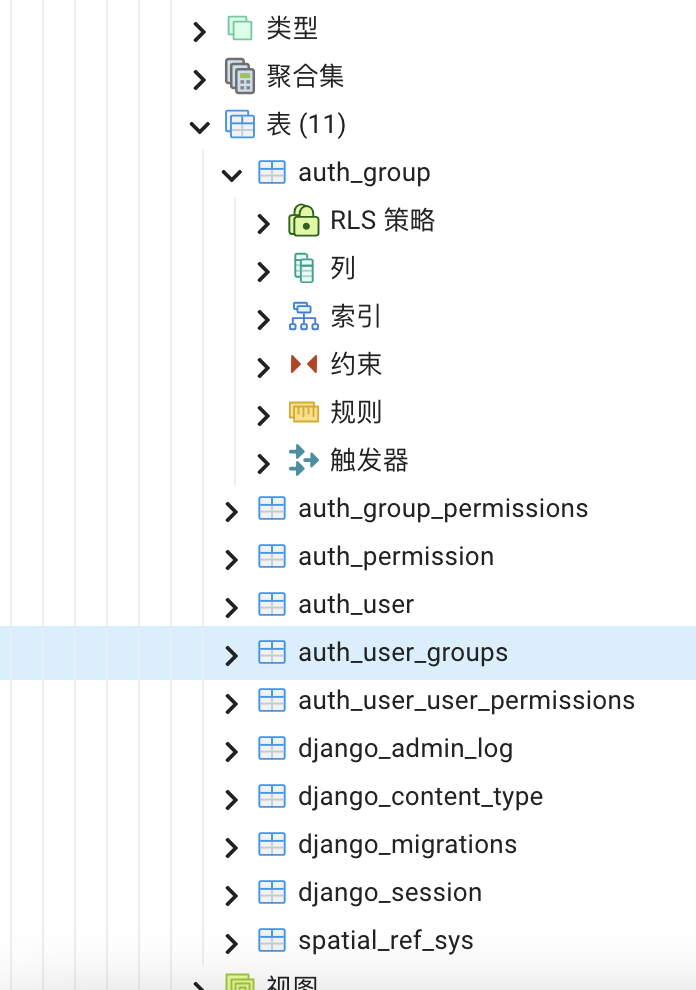 类型
聚合集
表 (11)
auth_group
RLS 策略
列
索引
约束
规则
触发器
auth_group_permissions
auth_permission
auth_user
auth_user_groups
auth_user_user_permissions
django_admin_log
django_content_type
django_migrations
django_session
spatial_ref_sys
视图